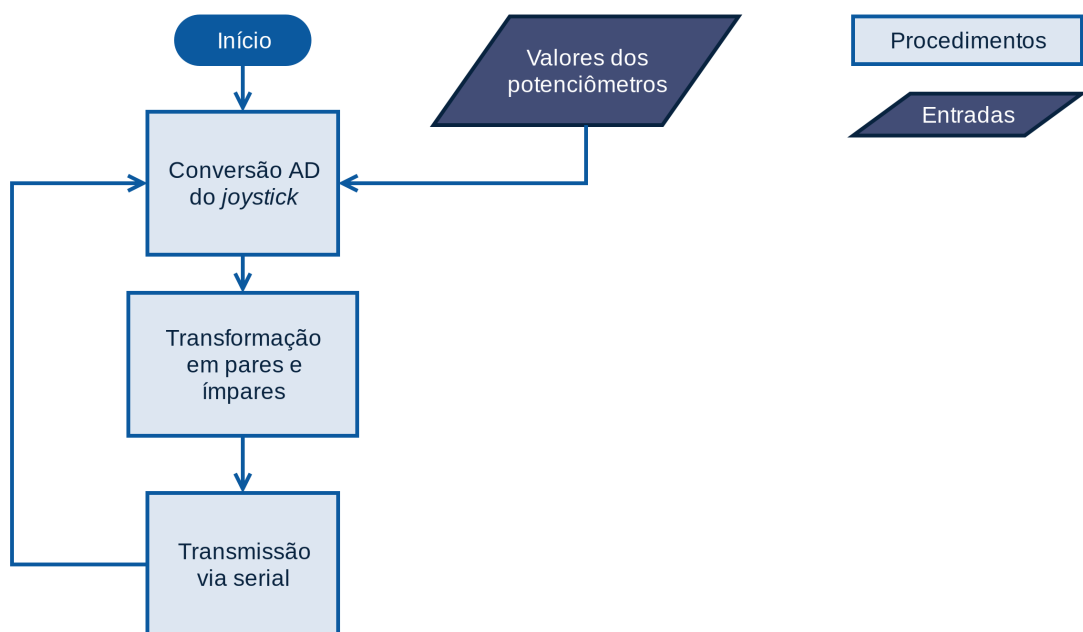 Início
Valores dos
potenciômetros
Procedimentos
Entradas
Conversão AD
do joystick
Transformação
em pares e
ímpares
Transmissão
via serial